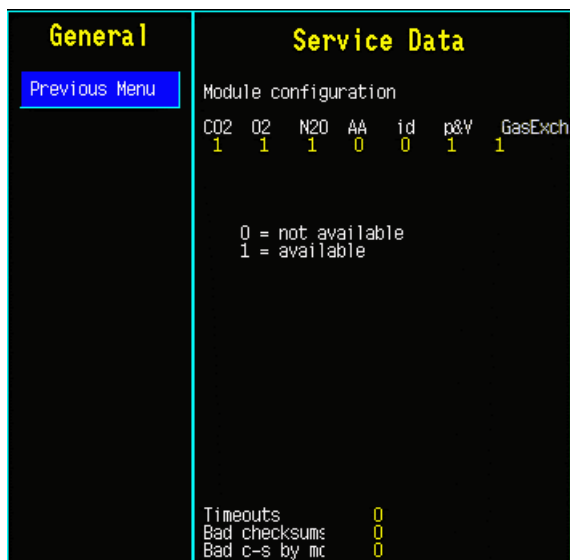 General
Previous Menu
Service Data
Module configuration
CO2 O2 N2O AA id p&V GasExch
1 1 1 0 0 1 1
0 = not available
1 = available
Timeouts 0
Bad checksums 0
Bad c-s by mo 0